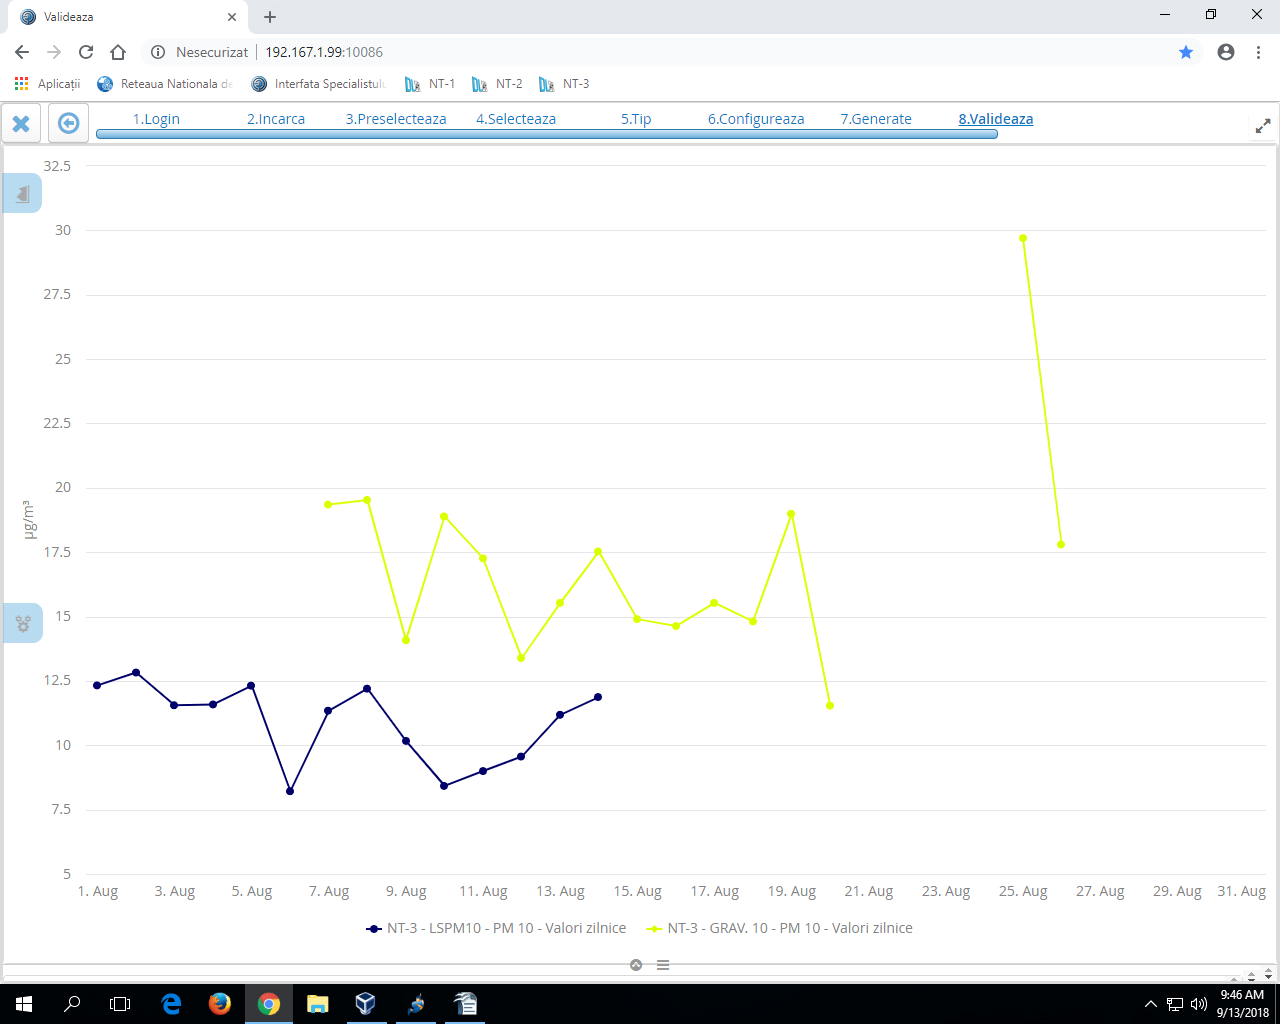 Valideaza
Nesecurizat 192.167.1.99:10086
Aplicații Reteaua Nationala de Interfata Specialistulu NT-1 NT-2 NT-3
1.Login 2.Incarca 3.Preselecteaza 4.Selecteaza 5.Tip 6.Configureaza 7.Generate 8.Valideaza
32.5
30
27.5
25
22.5
20
µg/m³
17.5
15
12.5
10
7.5
5
1. Aug 3. Aug 5. Aug 7. Aug 9. Aug 11. Aug 13. Aug 15. Aug 17. Aug 19. Aug 21. Aug 23. Aug 25. Aug 27. Aug 29. Aug 31. Aug
NT-3 - LSPM10 - PM 10 - Valori zilnice NT-3 - GRAV. 10 - PM 10 - Valori zilnice
9:46 AM
9/13/2018